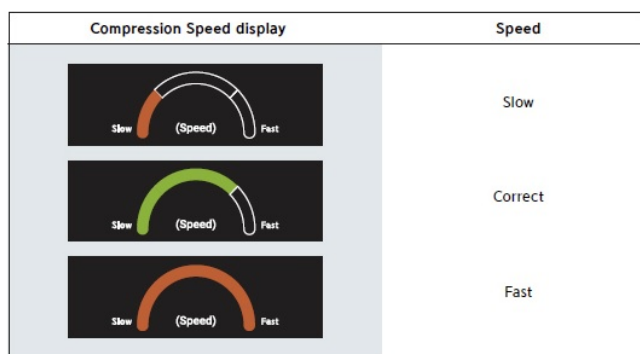 Compression Speed display Speed
Slow (Speed) Fast Slow
Slow (Speed) Fast Correct
Slow (Speed) Fast Fast